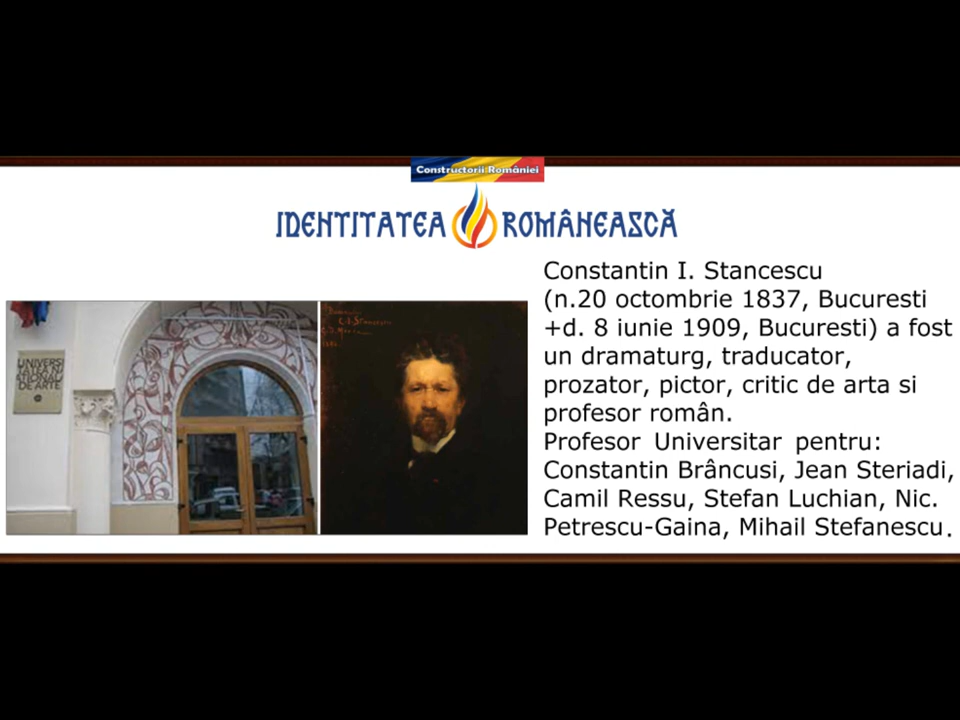 Constructorii României
IDENTITATEA ROMÂNEASCĂ
UNIVERSI
DE ARTE
C.I. Stancescu
Constantin I. Stancescu
(n.20 octombrie 1837, Bucuresti
+d. 8 iunie 1909, Bucuresti) a fost
un dramaturg, traducator,
prozator, pictor, critic de arta si
profesor român.
Profesor Universitar pentru:
Constantin Brâncusi, Jean Steriadi,
Camil Ressu, Stefan Luchian, Nic.
Petrescu-Gaina, Mihail Stefanescu.